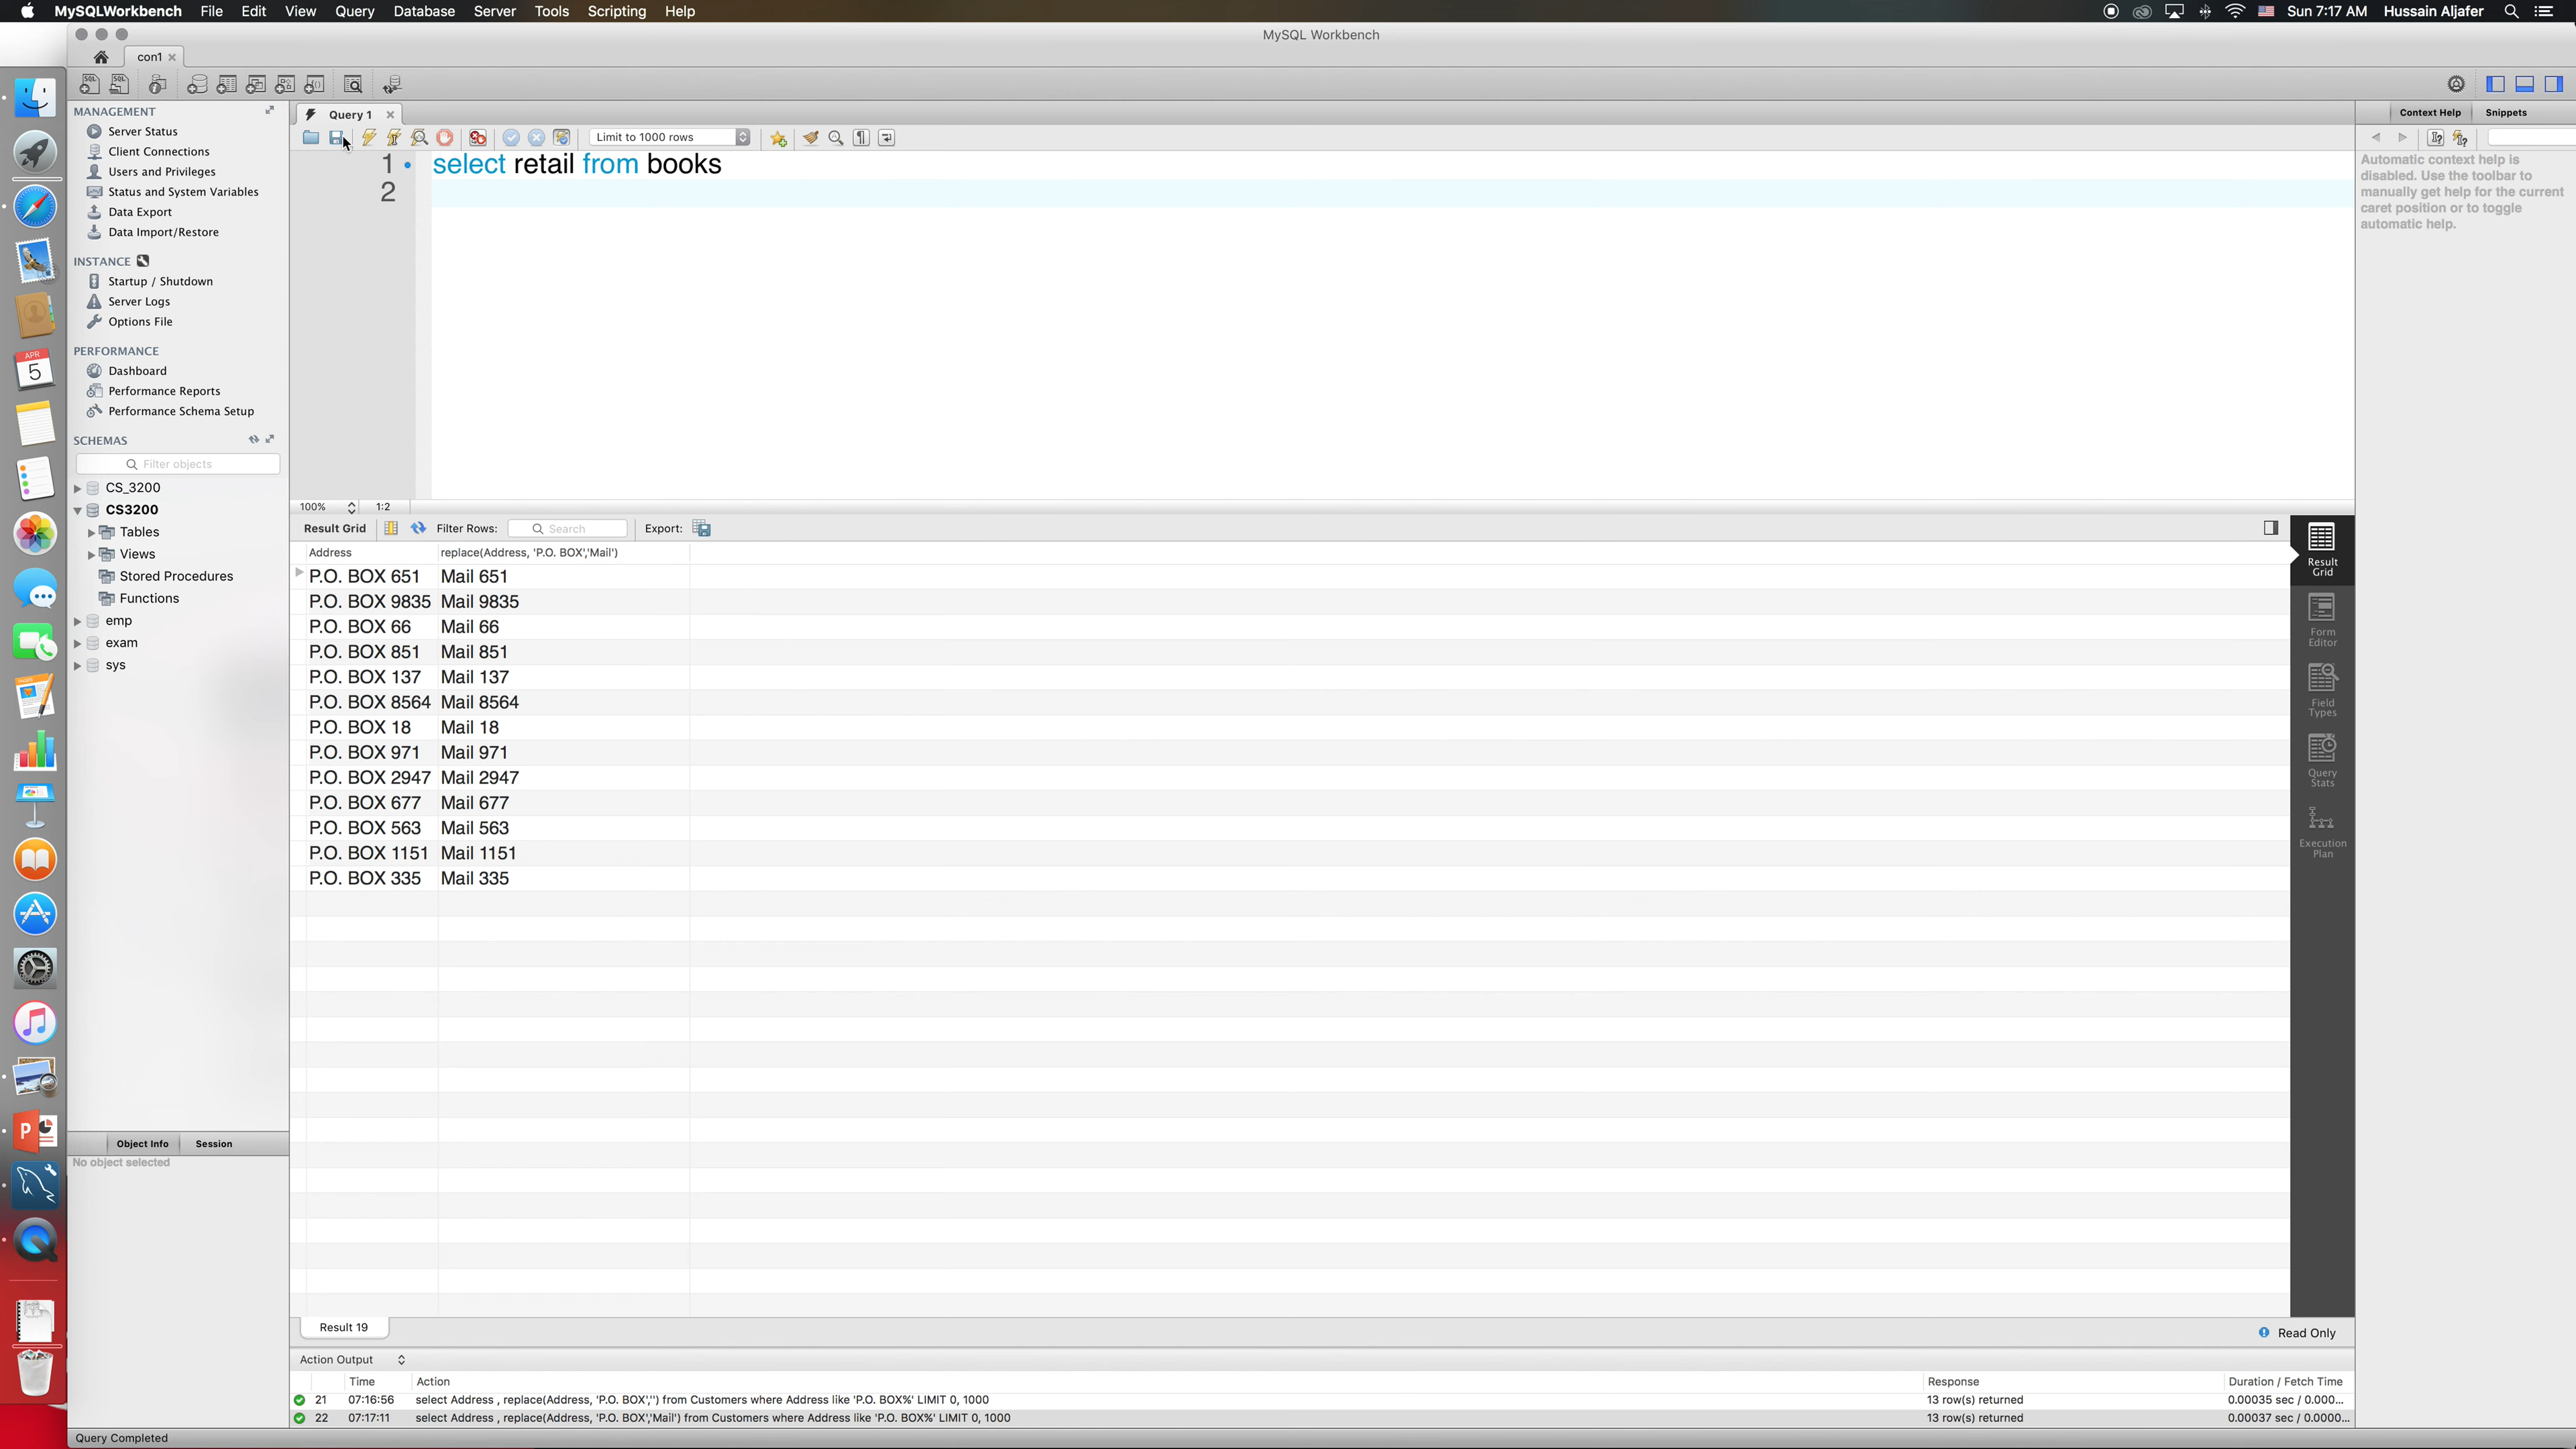 MySQLWorkbench File Edit View Query Database Server Tools Scripting Help Sun 7:17 AM Hussain Aljafer
MySQL Workbench
con1
MANAGEMENT
Server Status
Client Connections
Users and Privileges
Status and System Variables
Data Export
Data Import/Restore
INSTANCE
Startup / Shutdown
Server Logs
Options File
PERFORMANCE
Dashboard
Performance Reports
Performance Schema Setup
SCHEMAS
Filter objects
CS_3200
CS3200
Tables
Views
Stored Procedures
Functions
emp
exam
sys
Object Info Session
No object selected
Query 1
Limit to 1000 rows
1 select retail from books
2
100% 1:2
Result Grid Filter Rows: Search Export:
Address replace(Address, 'P.O. BOX','Mail')
P.O. BOX 651 Mail 651
P.O. BOX 9835 Mail 9835
P.O. BOX 66 Mail 66
P.O. BOX 851 Mail 851
P.O. BOX 137 Mail 137
P.O. BOX 8564 Mail 8564
P.O. BOX 18 Mail 18
P.O. BOX 971 Mail 971
P.O. BOX 2947 Mail 2947
P.O. BOX 677 Mail 677
P.O. BOX 563 Mail 563
P.O. BOX 1151 Mail 1151
P.O. BOX 335 Mail 335
Result Grid
Form Editor
Field Types
Query Stats
Execution Plan
Result 19
Read Only
Action Output
Time Action Response Duration / Fetch Time
21 07:16:56 select Address , replace(Address, 'P.O. BOX','') from Customers where Address like 'P.O. BOX%' LIMIT 0, 1000 13 row(s) returned 0.00035 sec / 0.000...
22 07:17:11 select Address , replace(Address, 'P.O. BOX','Mail') from Customers where Address like 'P.O. BOX%' LIMIT 0, 1000 13 row(s) returned 0.00037 sec / 0.0000...
Query Completed
Context Help Snippets
Automatic context help is
disabled. Use the toolbar to
manually get help for the current
caret position or to toggle
automatic help.
APR
5